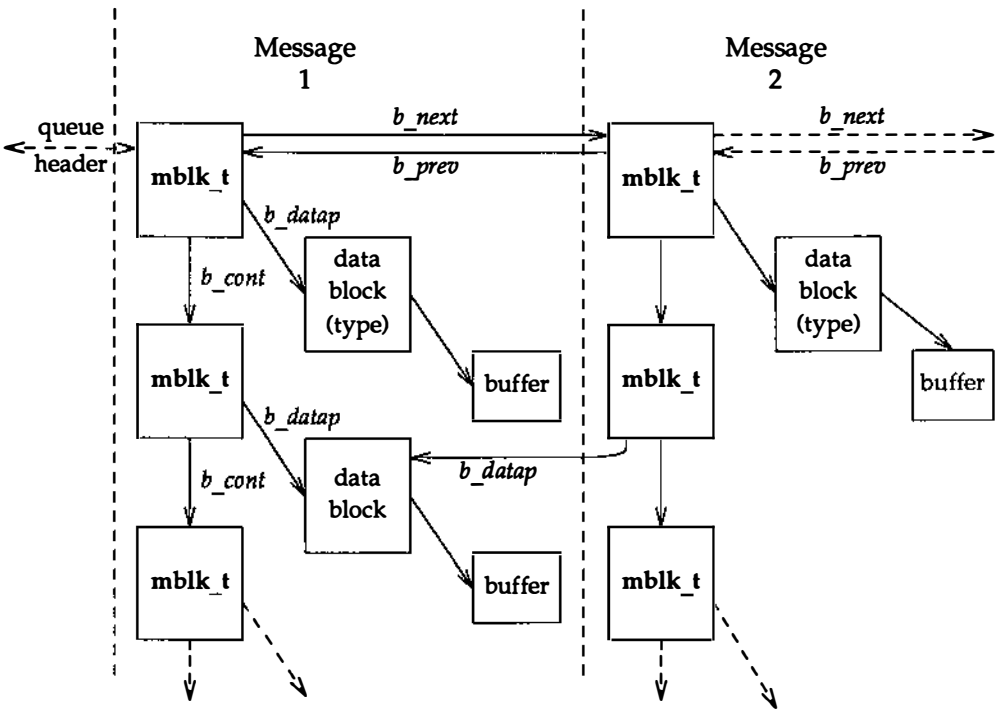 Message
1
Message
2
queue
header
b_next
b_prev
b_next
b_prev
mblk_t
mblk_t
b_datap
b_cont
data
block
(type)
data
block
(type)
buffer
buffer
mblk_t
mblk_t
b_datap
b_cont
data
block
b_datap
buffer
mblk_t
mblk_t